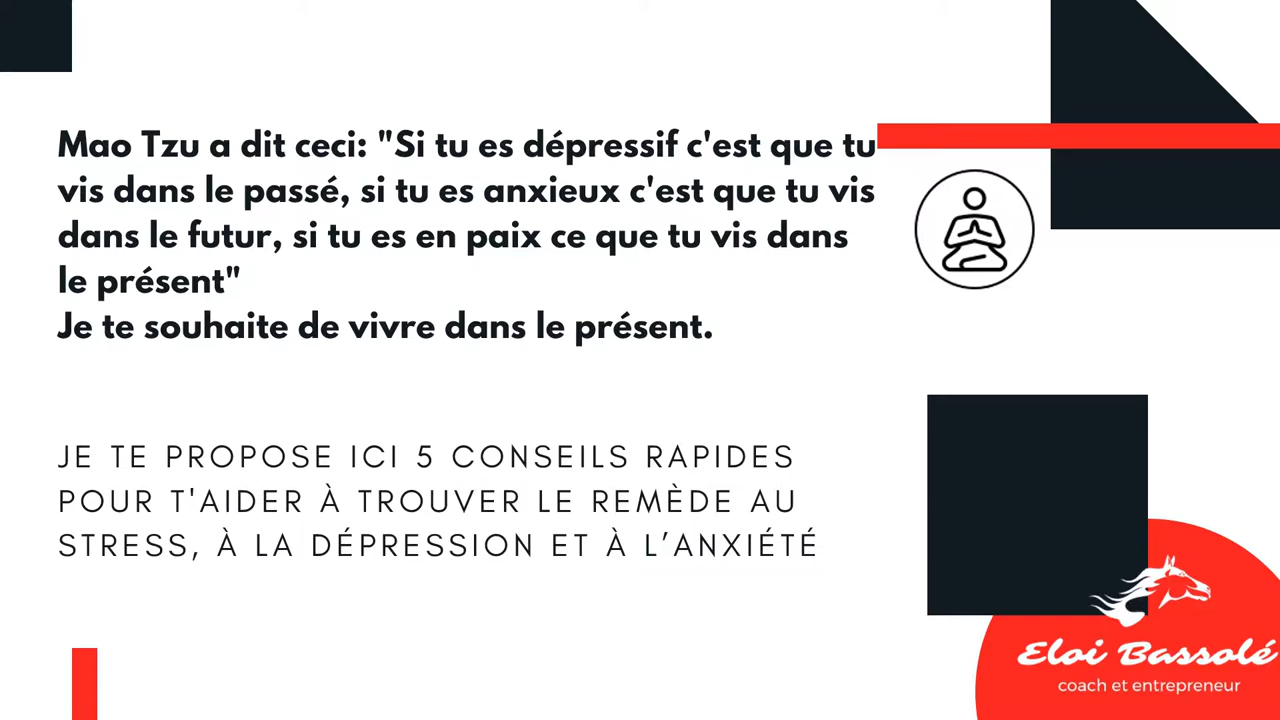 Mao Tzu a dit ceci: "Si tu es dépressif c'est que tu
vis dans le passé, si tu es anxieux c'est que tu vis
dans le futur, si tu es en paix ce que tu vis dans
le présent"
Je te souhaite de vivre dans le présent.
JE TE PROPOSE ICI 5 CONSEILS RAPIDES
POUR T'AIDER À TROUVER LE REMÈDE AU
STRESS, À LA DÉPRESSION ET À L’ANXIÉTÉ
Eloi Bassolé
coach et entrepreneur